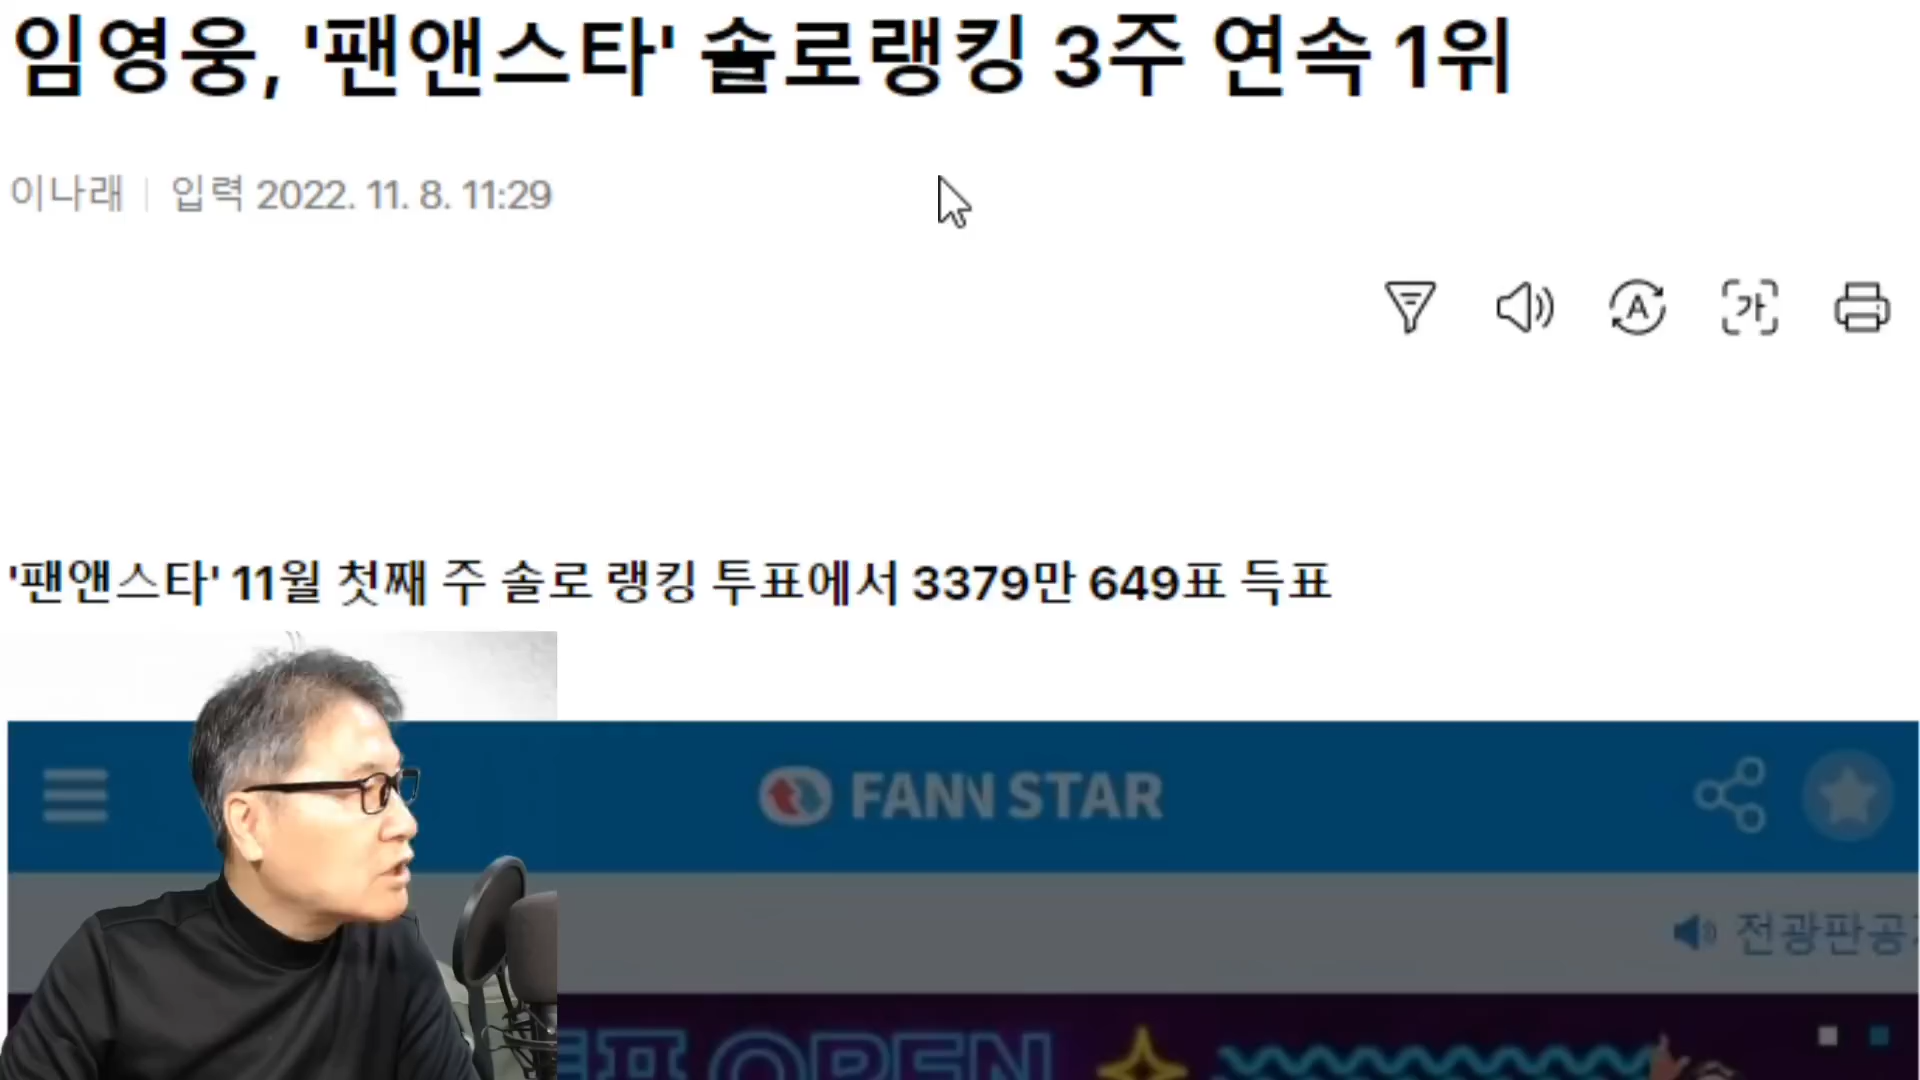 임영웅, '팬앤스타' 솔로랭킹 3주 연속 1위
이나래 | 입력 2022. 11. 8. 11:29
A
가
'팬앤스타' 11월 첫째 주 솔로 랭킹 투표에서 3379만 649표 득표
FANN STAR
전광판공
OPEN